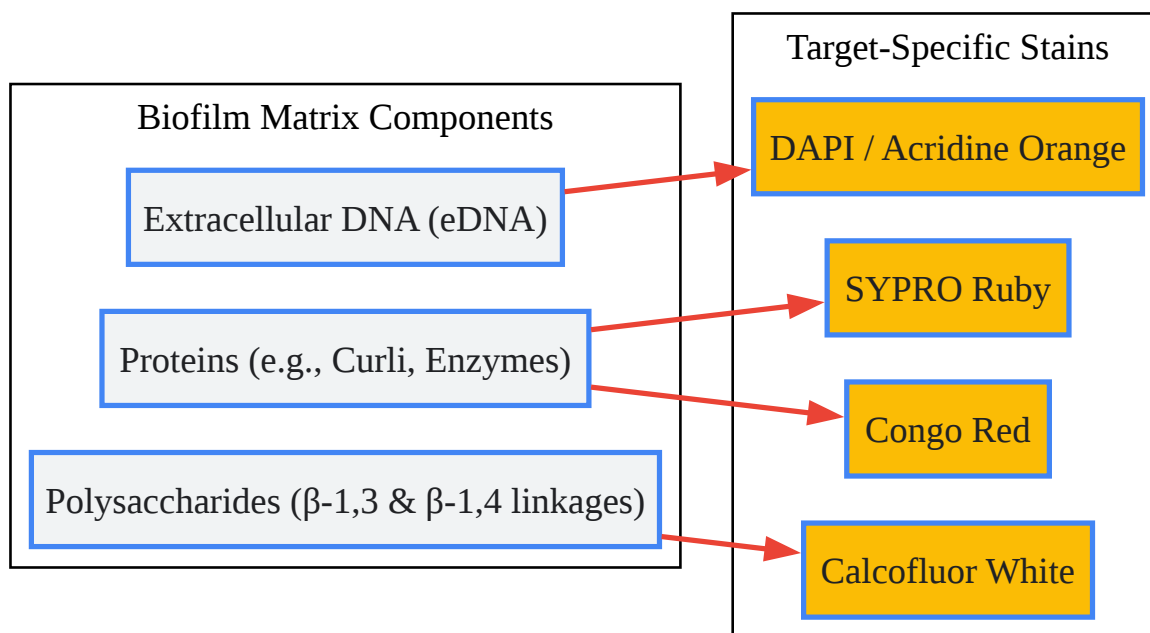 Biofilm Matrix Components
Extracellular DNA (eDNA)
Proteins (e.g., Curli, Enzymes)
Polysaccharides (β-1,3 & β-1,4 linkages)
Target-Specific Stains
DAPI / Acridine Orange
SYPRO Ruby
Congo Red
Calcofluor White